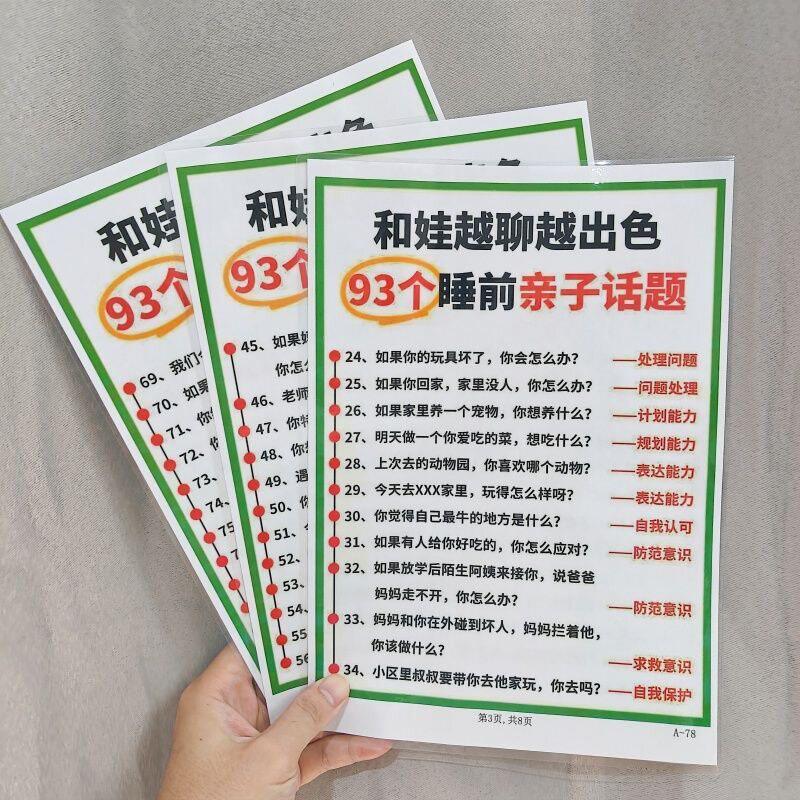 和娃
93个
69、我们
70、如果
71、你
72、你
73、
74、
75
和娃
93个
45、如果
你怎
46、老师
47、你特
48、你
49、遇
50、你
51、
52、
53、
54、
55
56
和娃越聊越出色
93个睡前亲子话题
24、如果你的玩具坏了，你会怎么办？ ——处理问题
25、如果你回家，家里没人，你怎么办？ ——问题处理
26、如果家里养一个宠物，你想养什么？ ——计划能力
27、明天做一个你爱吃的菜，想吃什么？ ——规划能力
28、上次去的动物园，你喜欢哪个动物？ ——表达能力
29、今天去XXX家里，玩得怎么样呀？ ——表达能力
30、你觉得自己最牛的地方是什么？ ——自我认可
31、如果有人给你好吃的，你怎么应对？ ——防范意识
32、如果放学后陌生阿姨来接你，说爸爸
妈妈走不开，你怎么办？ ——防范意识
33、妈妈和你在外碰到坏人，妈妈拦着他，
你该做什么？ ——求救意识
34、小区里叔叔要带你去他家玩，你去吗？ ——自我保护
第3页，共8页
A-78